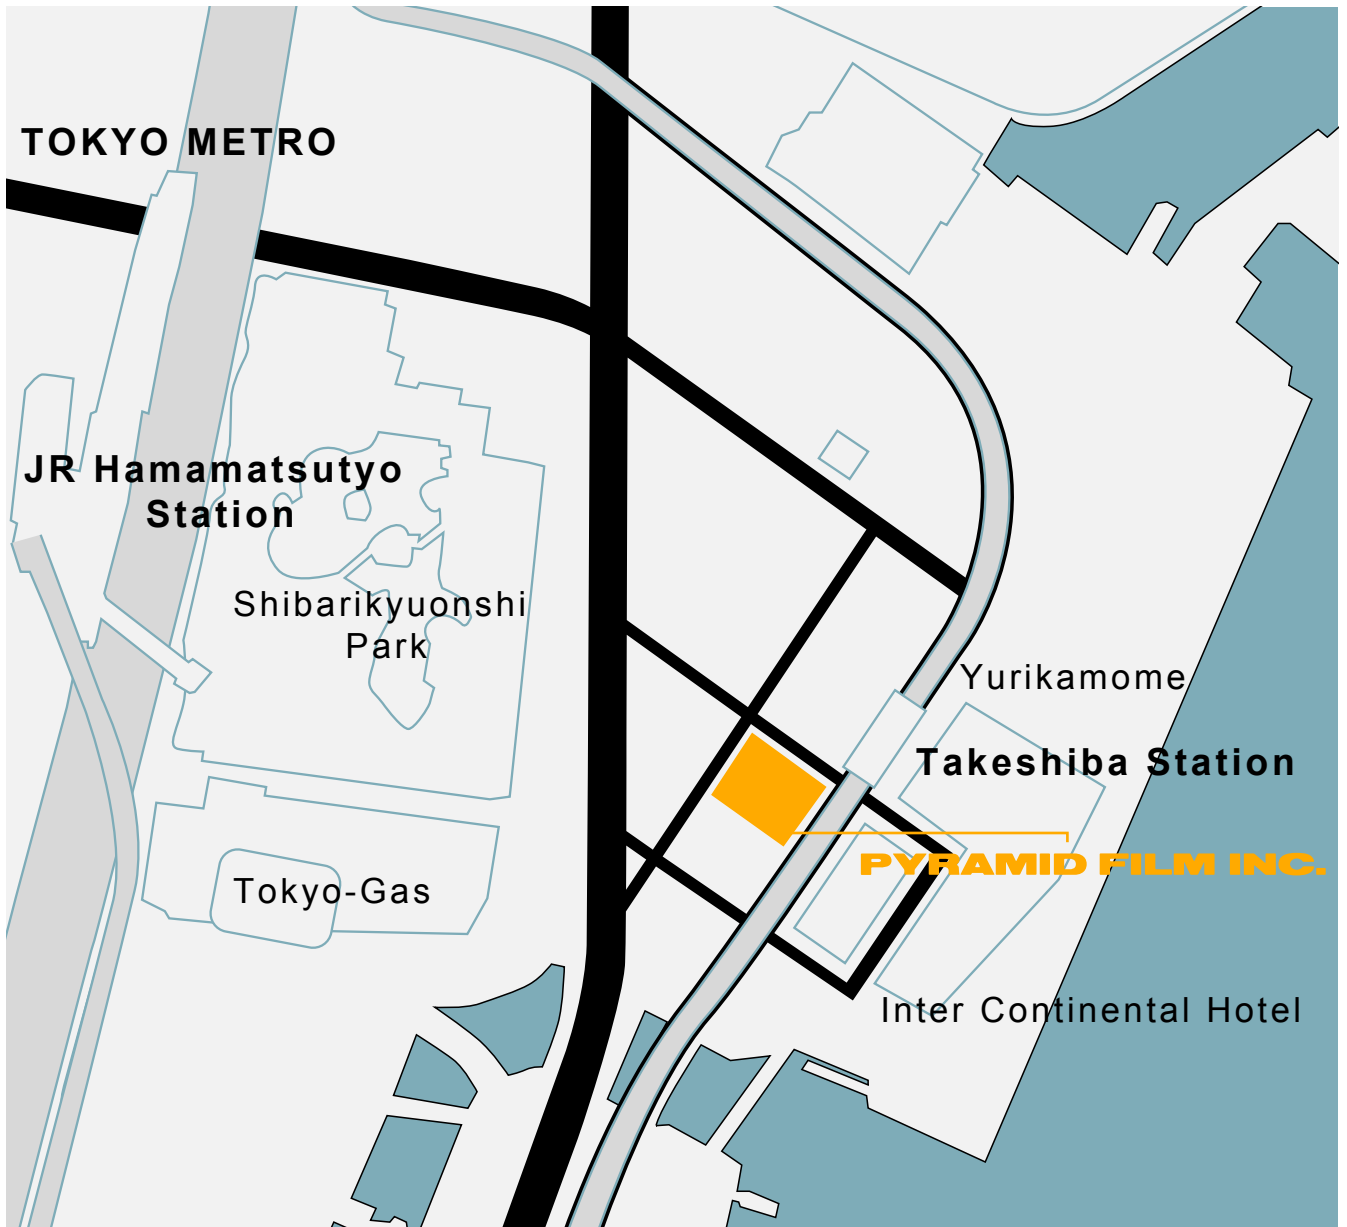 TOKYO METRO
JR Hamamatsutyo
Station
Shibarikyuonshi
Park
Yurikamome
Takeshiba Station
PYRAMID FILM INC.
Tokyo-Gas
Inter Continental Hotel